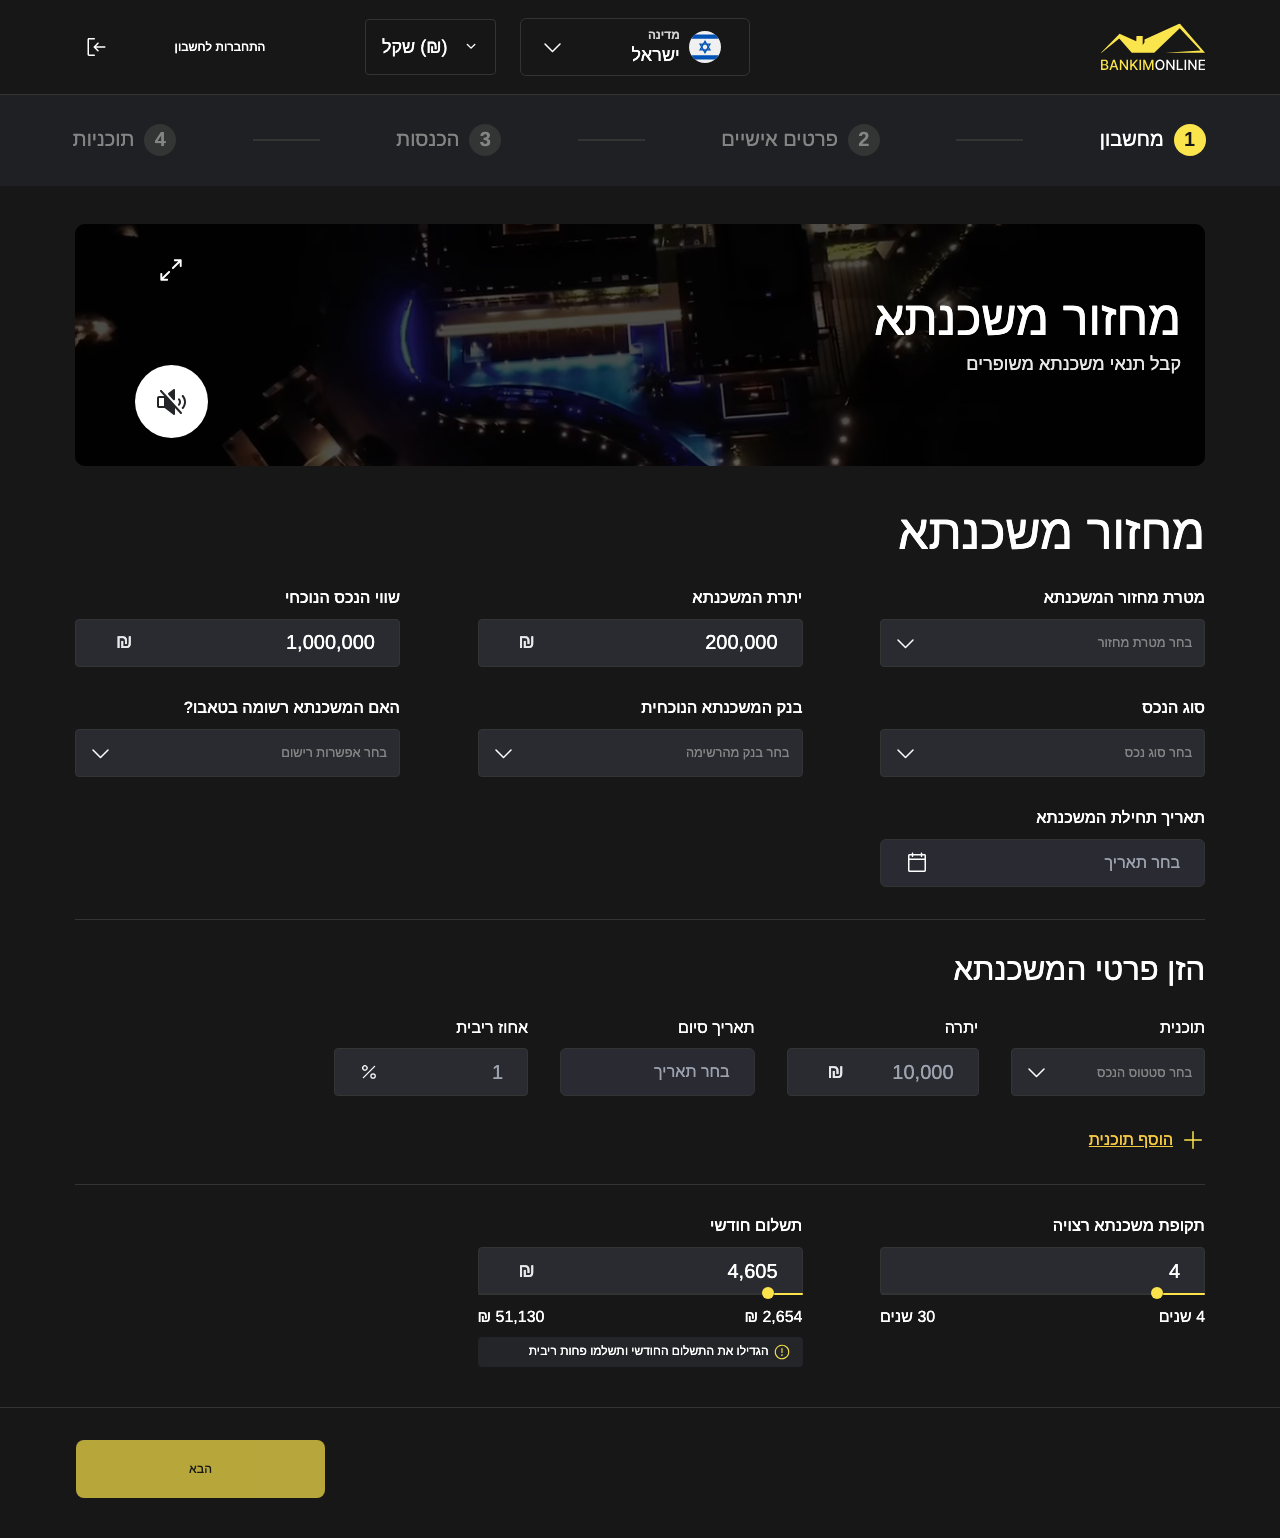 BANKIMONLINE
מדינה
ישראל
שקל (₪)
התחברות לחשבון
1 מחשבון
2 פרטים אישיים
3 הכנסות
4 תוכניות
מחזור משכנתא
קבל תנאי משכנתא משופרים
מחזור משכנתא
מטרת מחזור המשכנתא
בחר מטרת מחזור
יתרת המשכנתא
200,000 ₪
שווי הנכס הנוכחי
1,000,000 ₪
סוג הנכס
בחר סוג נכס
בנק המשכנתא הנוכחית
בחר בנק מהרשימה
האם המשכנתא רשומה בטאבו?
בחר אפשרות רישום
תאריך תחילת המשכנתא
בחר תאריך
הזן פרטי המשכנתא
תוכנית
בחר סטטוס הנכס
יתרה
10,000 ₪
תאריך סיום
בחר תאריך
אחוז ריבית
1 %
הוסף תוכנית
תקופת משכנתא רצויה
4
4 שנים
30 שנים
תשלום חודשי
4,605 ₪
2,654 ₪
51,130 ₪
הגדילו את התשלום החודשי ותשלמו פחות ריבית
הבא